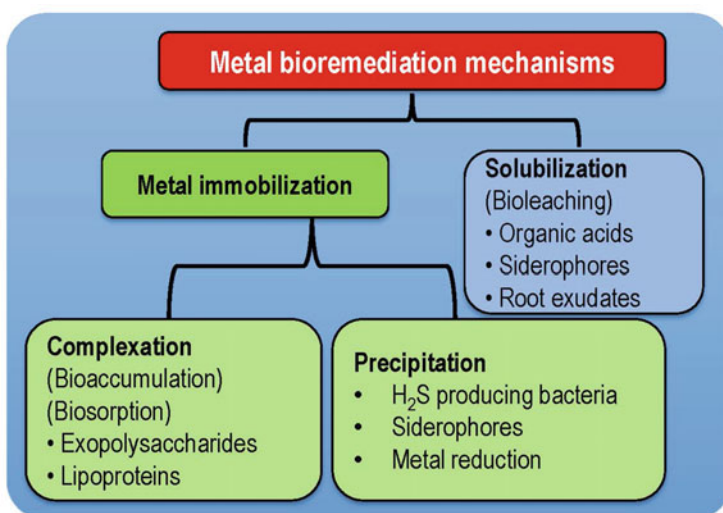 Metal bioremediation mechanisms
Metal immobilization
Solubilization
(Bioleaching)
• Organic acids
• Siderophores
• Root exudates
Complexation
(Bioaccumulation)
(Biosorption)
• Exopolysaccharides
• Lipoproteins
Precipitation
• H₂S producing bacteria
• Siderophores
• Metal reduction